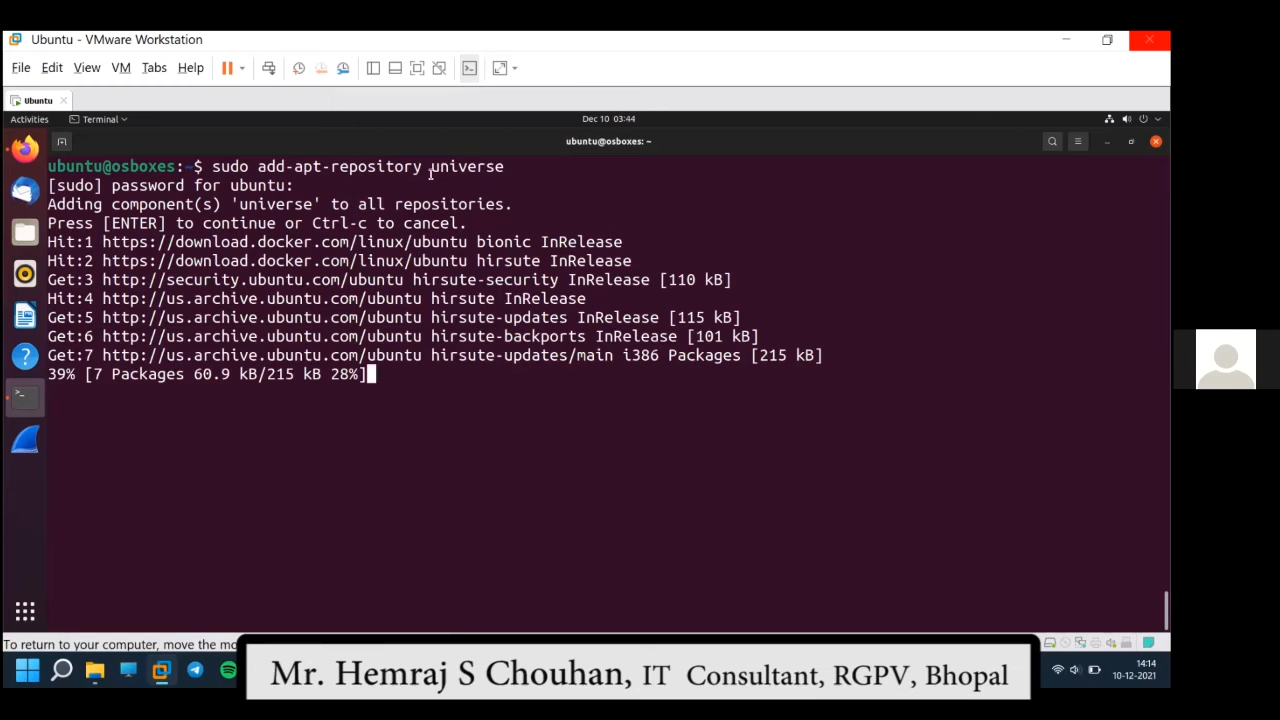 Ubuntu - VMware Workstation
File Edit View VM Tabs Help
Ubuntu
Activities Terminal Dec 10 03:44
ubuntu@osboxes: ~
ubuntu@osboxes:~$ sudo add-apt-repository universe
[sudo] password for ubuntu:
Adding component(s) 'universe' to all repositories.
Press [ENTER] to continue or Ctrl-c to cancel.
Hit:1 https://download.docker.com/linux/ubuntu bionic InRelease
Hit:2 https://download.docker.com/linux/ubuntu hirsute InRelease
Get:3 http://security.ubuntu.com/ubuntu hirsute-security InRelease [110 kB]
Hit:4 http://us.archive.ubuntu.com/ubuntu hirsute InRelease
Get:5 http://us.archive.ubuntu.com/ubuntu hirsute-updates InRelease [115 kB]
Get:6 http://us.archive.ubuntu.com/ubuntu hirsute-backports InRelease [101 kB]
Get:7 http://us.archive.ubuntu.com/ubuntu hirsute-updates/main i386 Packages [215 kB]
39% [7 Packages 60.9 kB/215 kB 28%]
To return to your computer, move the mo
Mr. Hemraj S Chouhan, IT Consultant, RGPV, Bhopal
14:14
10-12-2021